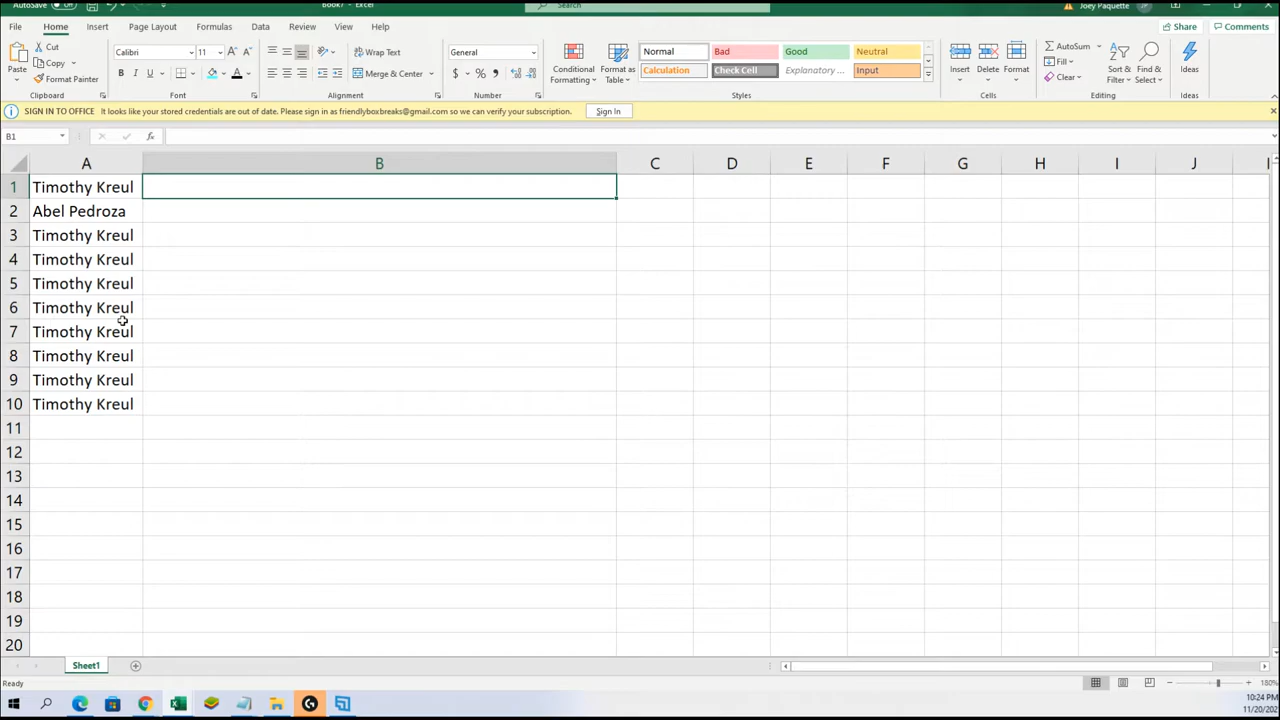 AutoSave Off Book7 - Excel Search Joey Paquette JP
File Home Insert Page Layout Formulas Data Review View Help Share Comments
Paste Cut Copy Format Painter Clipboard
Calibri 11 B I U A Font
Wrap Text Merge & Center Alignment
General $ % , Number
Conditional Formatting Format as Table
Normal Bad Good Neutral
Calculation Check Cell Explanatory ... Input
Styles
Insert Delete Format Cells
AutoSum Fill Clear Sort & Filter Find & Select Editing
Ideas Ideas
SIGN IN TO OFFICE It looks like your stored credentials are out of date. Please sign in as friendlyboxbreaks@gmail.com so we can verify your subscription. Sign In
B1 fx
A B C D E F G H I J
1 Timothy Kreul
2 Abel Pedroza
3 Timothy Kreul
4 Timothy Kreul
5 Timothy Kreul
6 Timothy Kreul
7 Timothy Kreul
8 Timothy Kreul
9 Timothy Kreul
10 Timothy Kreul
11
12
13
14
15
16
17
18
19
20
Sheet1
Ready 180%
10:24 PM
11/20/202